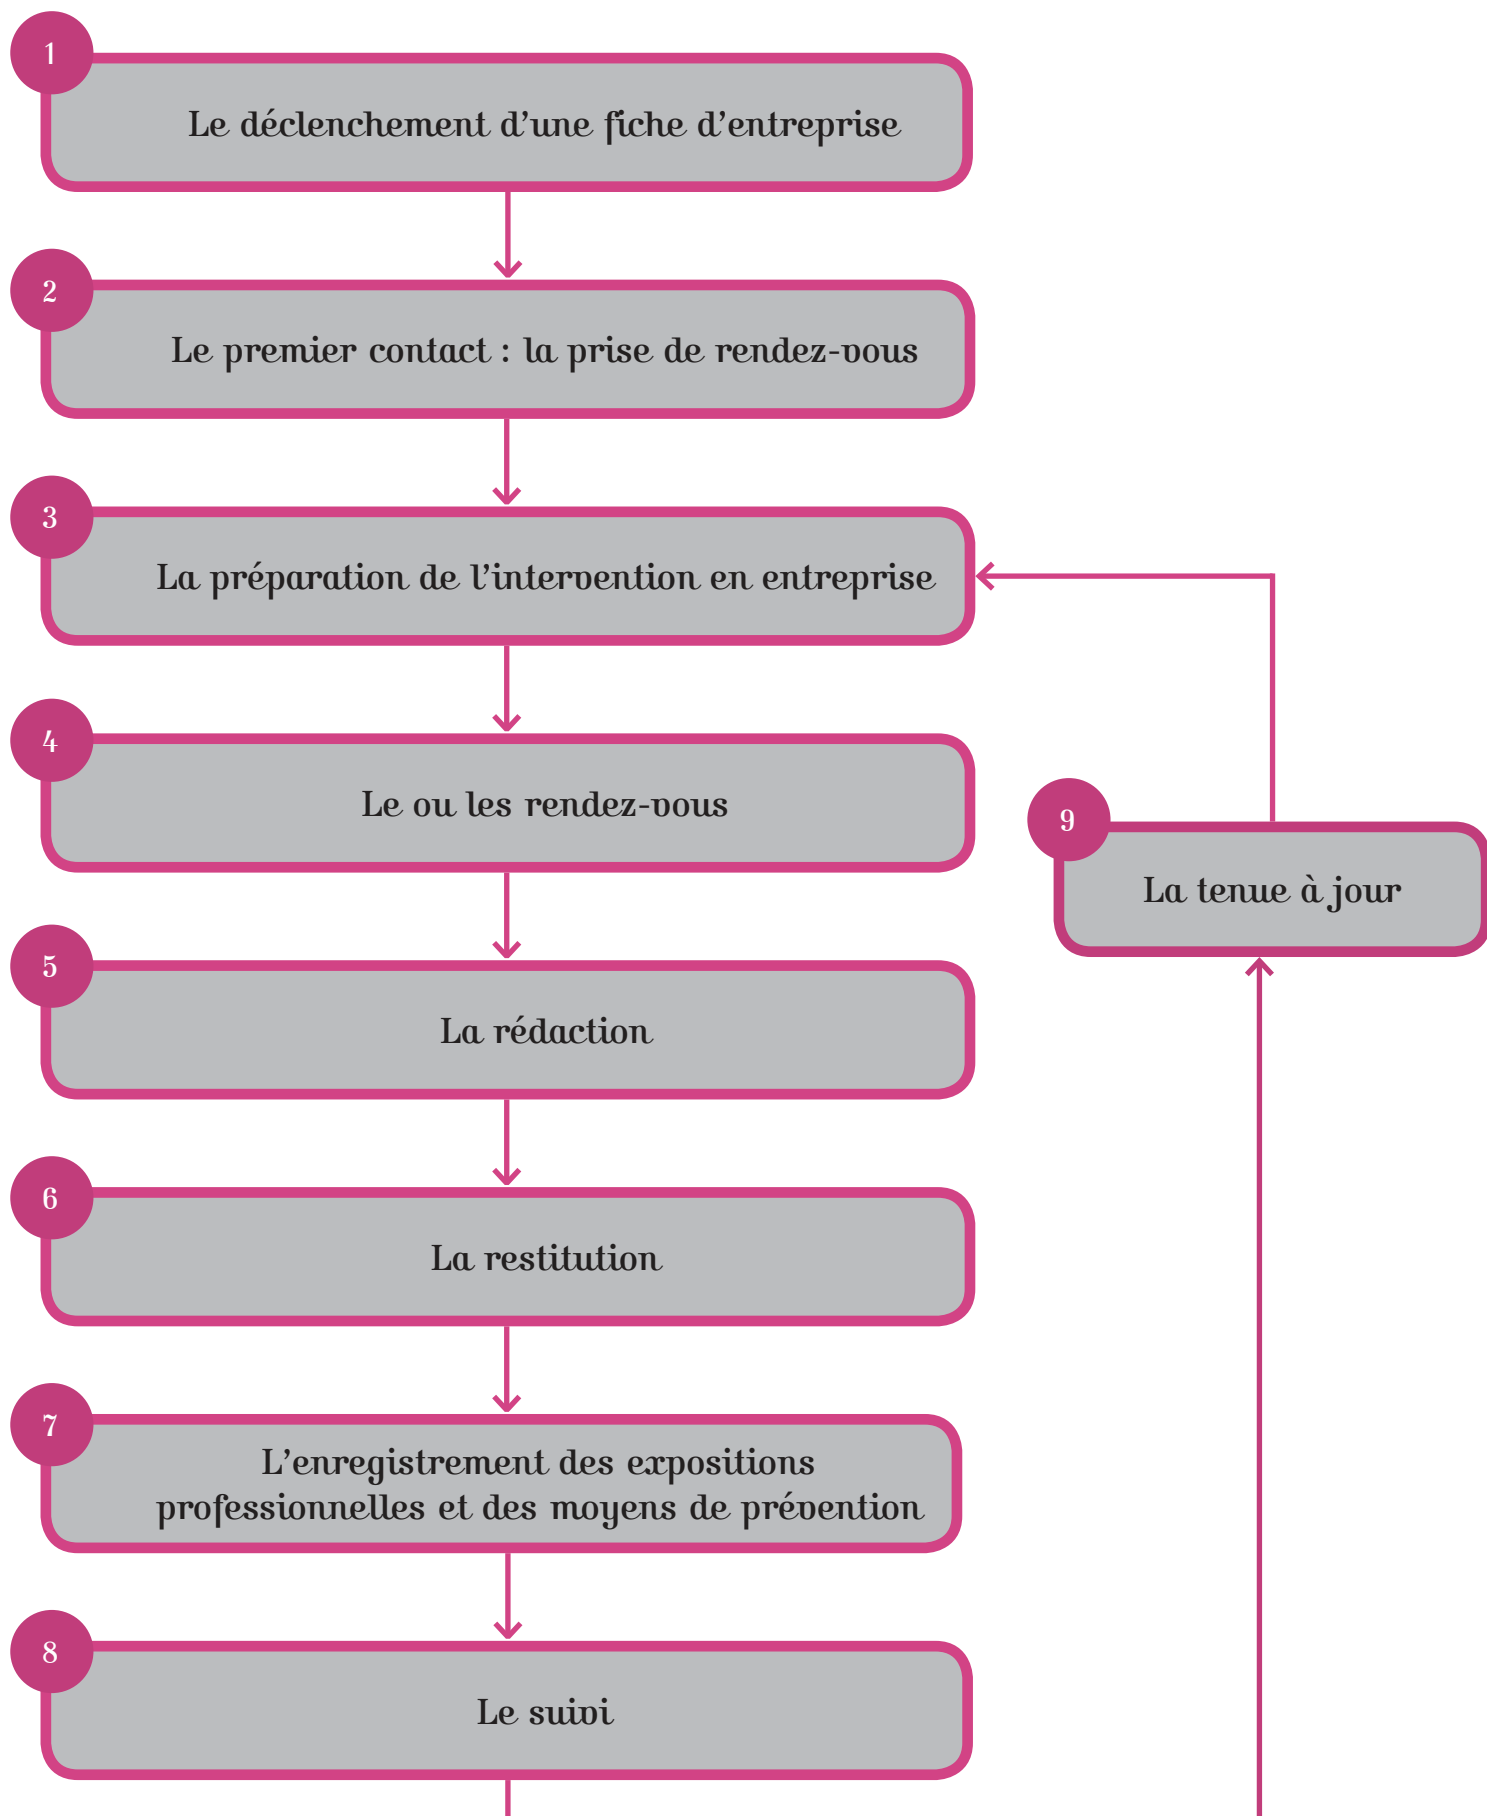 1
Le déclenchement d’une fiche d’entreprise
2
Le premier contact : la prise de rendez-vous
3
La préparation de l’intervention en entreprise
4
Le ou les rendez-vous
9
La tenue à jour
5
La rédaction
6
La restitution
7
L’enregistrement des expositions
professionnelles et des moyens de prévention
8
Le suivi